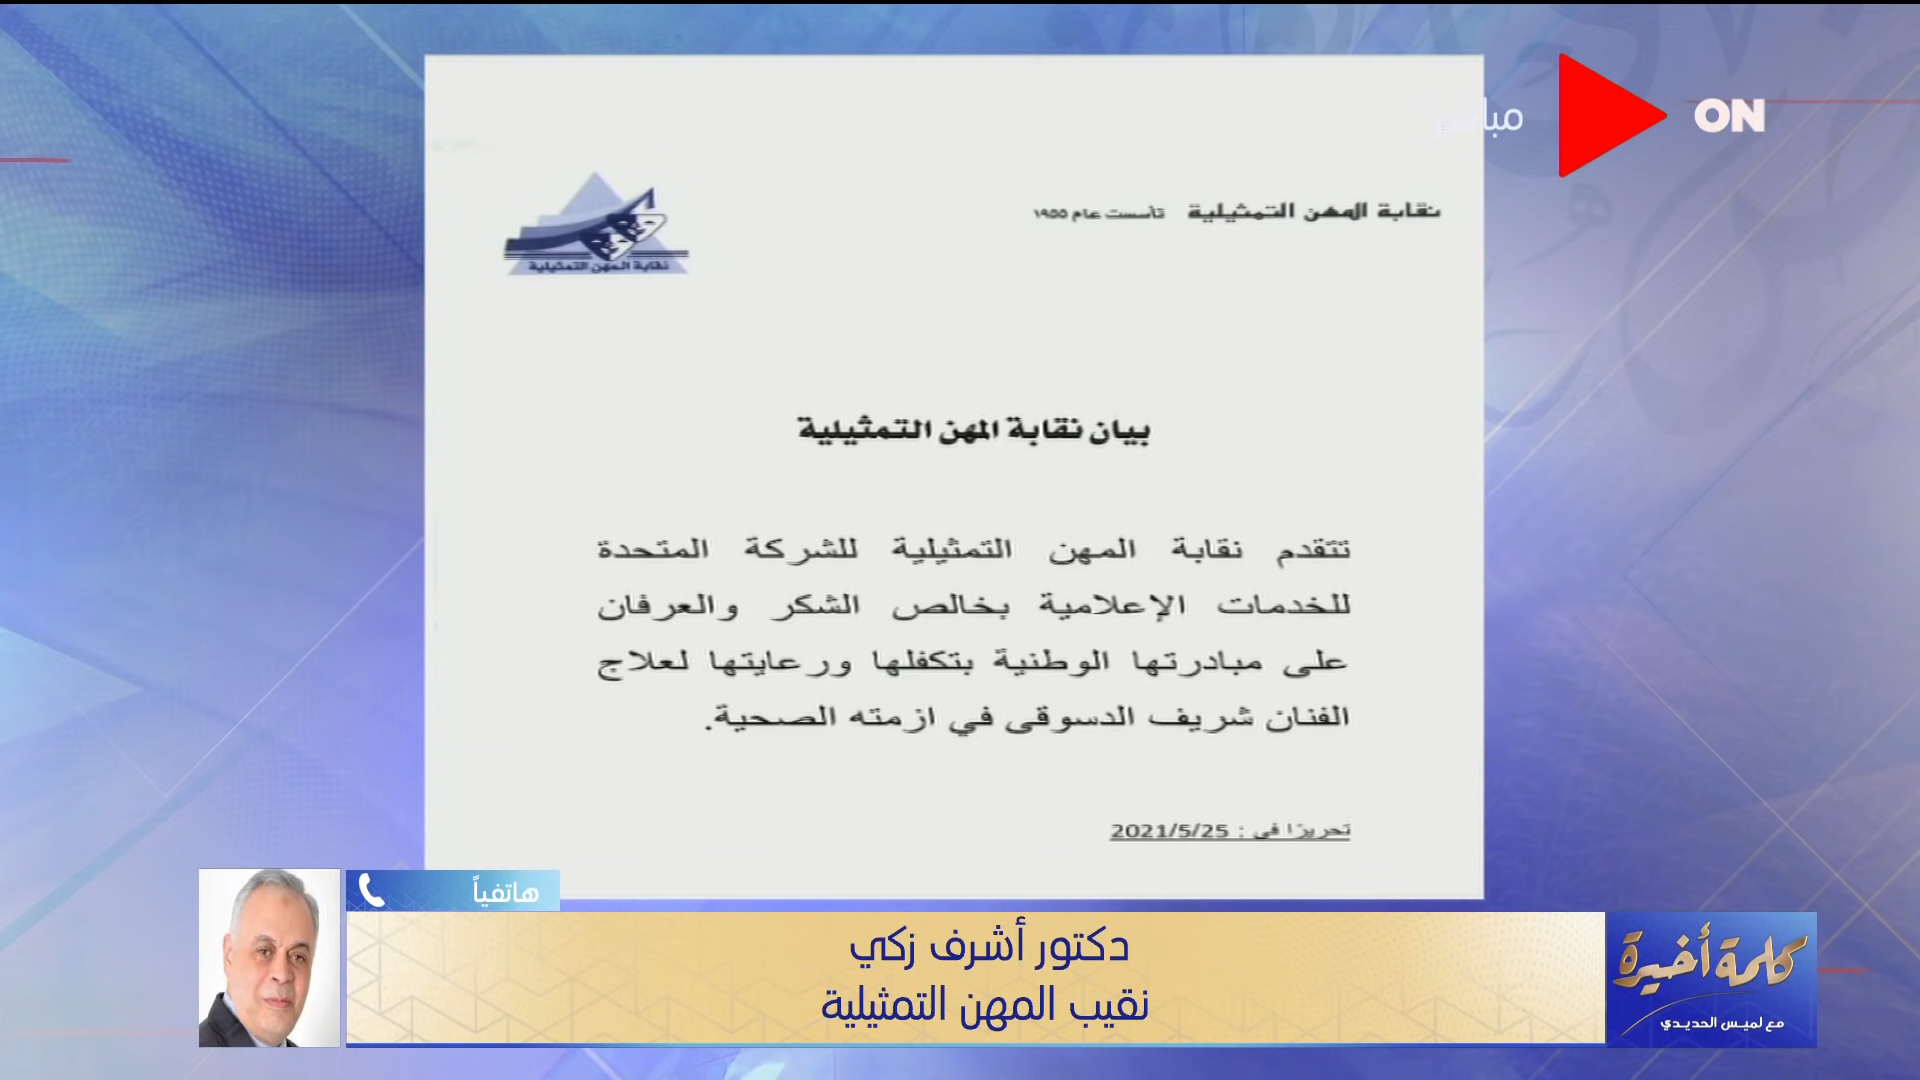 ON
نقابة المهن التمثيلية تأسست عام ١٩٥٥
نقابة المهن التمثيلية
بيان نقابة المهن التمثيلية
تتقدم نقابة المهن التمثيلية للشركة المتحدة
للخدمات الإعلامية بخالص الشكر والعرفان
على مبادرتها الوطنية بتكفلها ورعايتها لعلاج
الفنان شريف الدسوقى في ازمته الصحية.
تحريرًا في : 2021/5/25
هاتفياً
دكتور أشرف زكي
نقيب المهن التمثيلية
كلمة أخيرة
مع لميس الحديدي